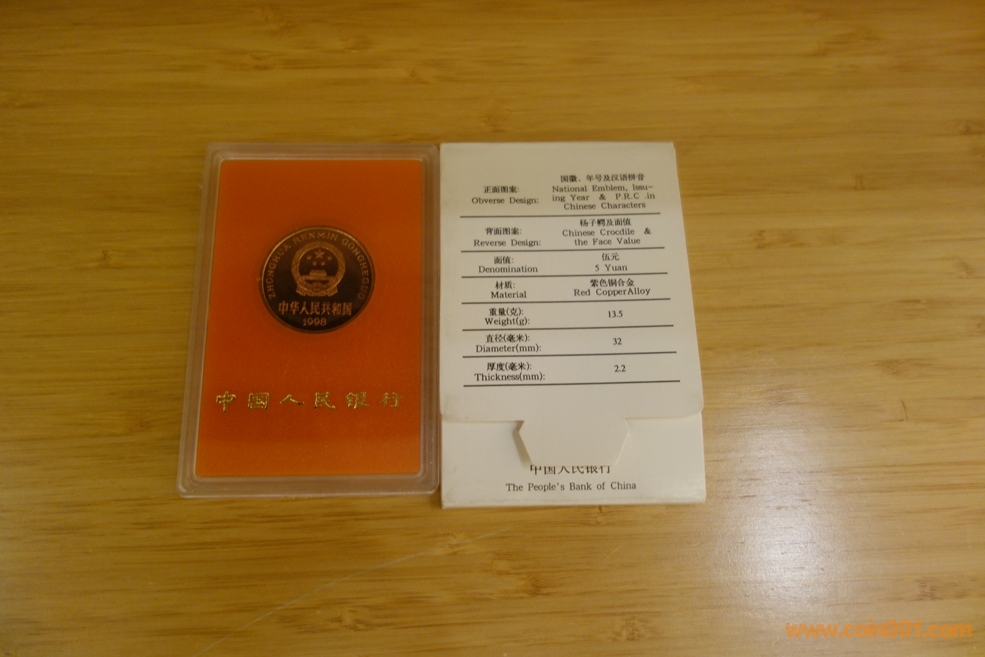 ZHONGHUA RENMIN GONGHEGUO
中华人民共和国
1998
中国人民银行
正面图案:
Obverse Design:
国徽、年号及汉语拼音
National Emblem, Issu-
ing Year & P.R.C .in
Chinese Characters
背面图案:
Reverse Design:
杨子鳄及面值
Chinese Crocdile &
the Face Value
面值:
Denomination
伍元
5 Yuan
材质:
Material
紫色铜合金
Red CopperAlloy
重量(克):
Weight(g):
13.5
直径(毫米):
Diameter(mm):
32
厚度(毫米):
Thickness(mm):
2.2
中国人民银行
The People's Bank of China
www.coin001.com